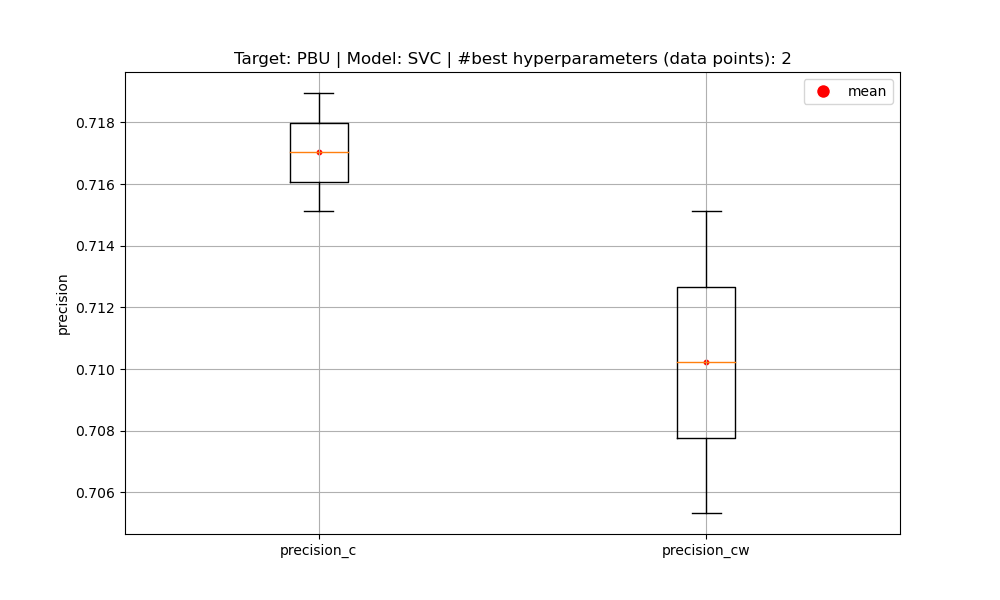 Target: PBU | Model: SVC | #best hyperparameters (data points): 2
mean
0.718
0.716
0.714
0.712
0.710
0.708
0.706
precision
precision_c
precision_cw